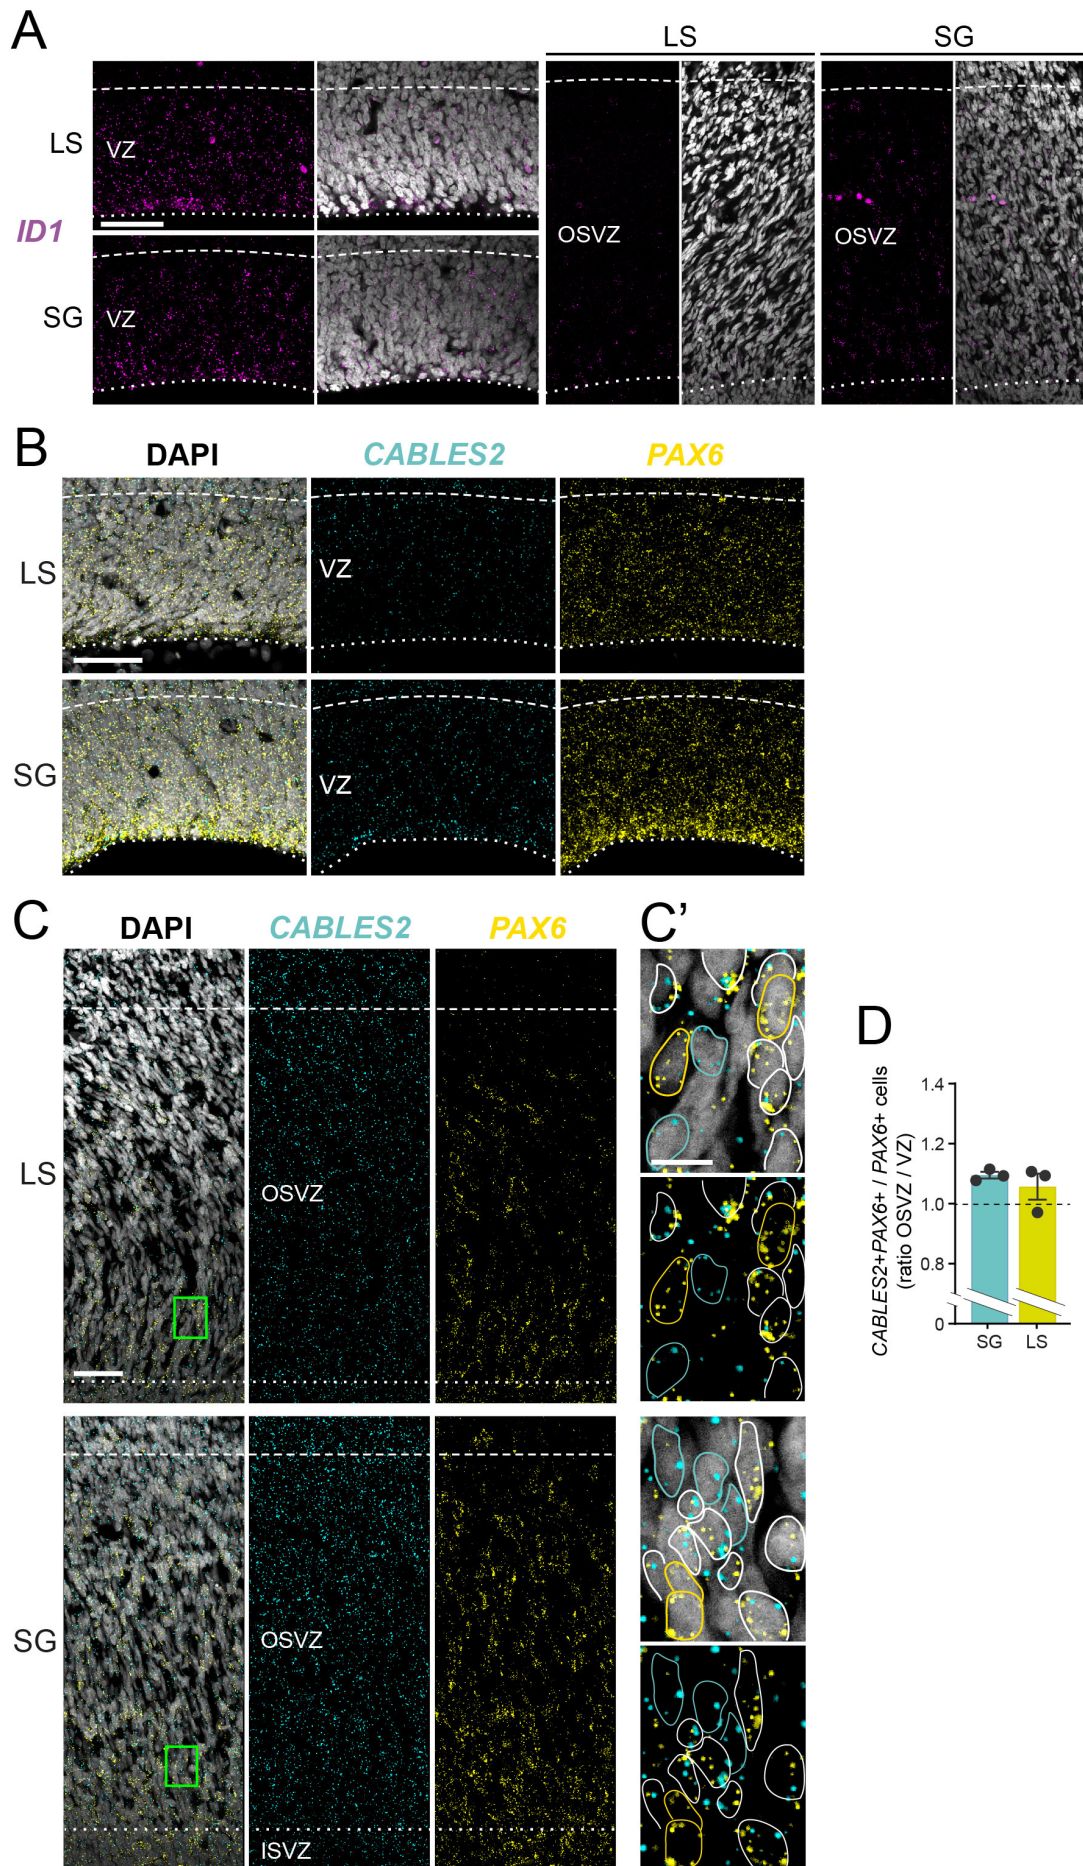 A
LS
SG
LS
VZ
ID1
OSVZ
OSVZ
SG
VZ
B
DAPI
CABLES2
PAX6
LS
VZ
SG
VZ
C
DAPI
CABLES2
PAX6
C'
LS
OSVZ
SG
OSVZ
ISVZ
D
CABLES2+PAX6+ / PAX6+ cells
(ratio OSVZ / VZ)
1.4
1.2
1.0
0.8
0
SG
LS